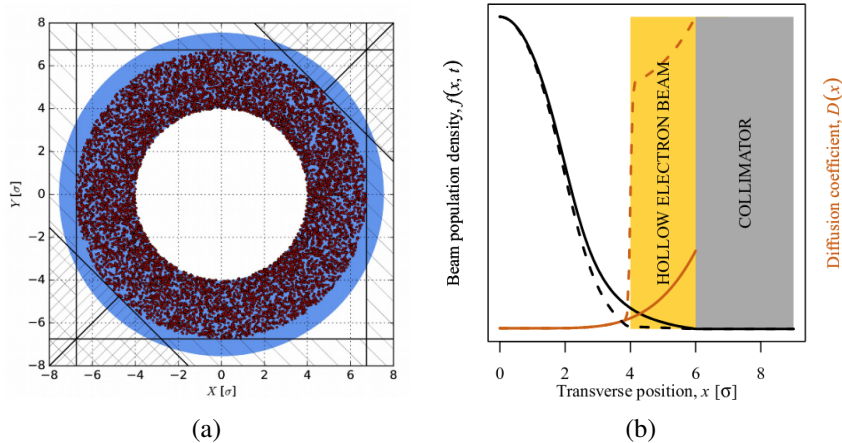 8
6
4
2
0
−2
−4
−6
−8
Y [σ]
−8 −6 −4 −2 0 2 4 6 8
X [σ]
(a)
Beam population density, f(x, t)
HOLLOW ELECTRON BEAM
COLLIMATOR
Diffusion coefficient, D(x)
0 2 4 6 8
Transverse position, x [σ]
(b)